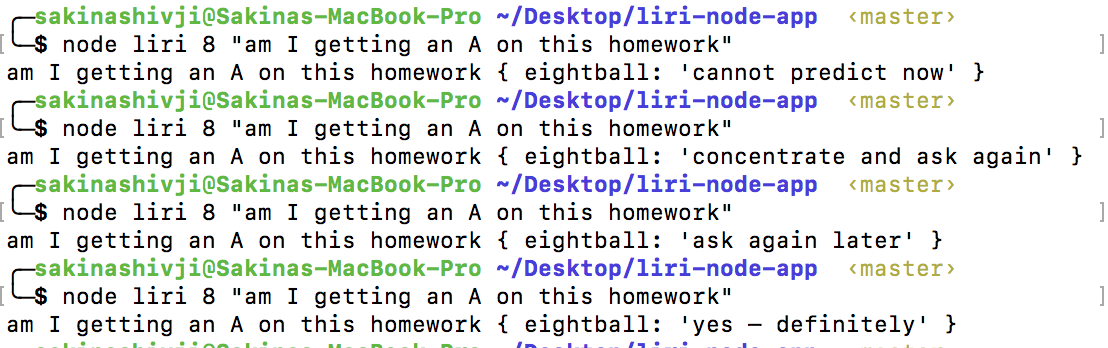 sakinashivji@Sakinas-MacBook-Pro ~/Desktop/liri-node-app ‹master›
$ node liri 8 "am I getting an A on this homework"
am I getting an A on this homework { eightball: 'cannot predict now' }
sakinashivji@Sakinas-MacBook-Pro ~/Desktop/liri-node-app ‹master›
$ node liri 8 "am I getting an A on this homework"
am I getting an A on this homework { eightball: 'concentrate and ask again' }
sakinashivji@Sakinas-MacBook-Pro ~/Desktop/liri-node-app ‹master›
$ node liri 8 "am I getting an A on this homework"
am I getting an A on this homework { eightball: 'ask again later' }
sakinashivji@Sakinas-MacBook-Pro ~/Desktop/liri-node-app ‹master›
$ node liri 8 "am I getting an A on this homework"
am I getting an A on this homework { eightball: 'yes – definitely' }